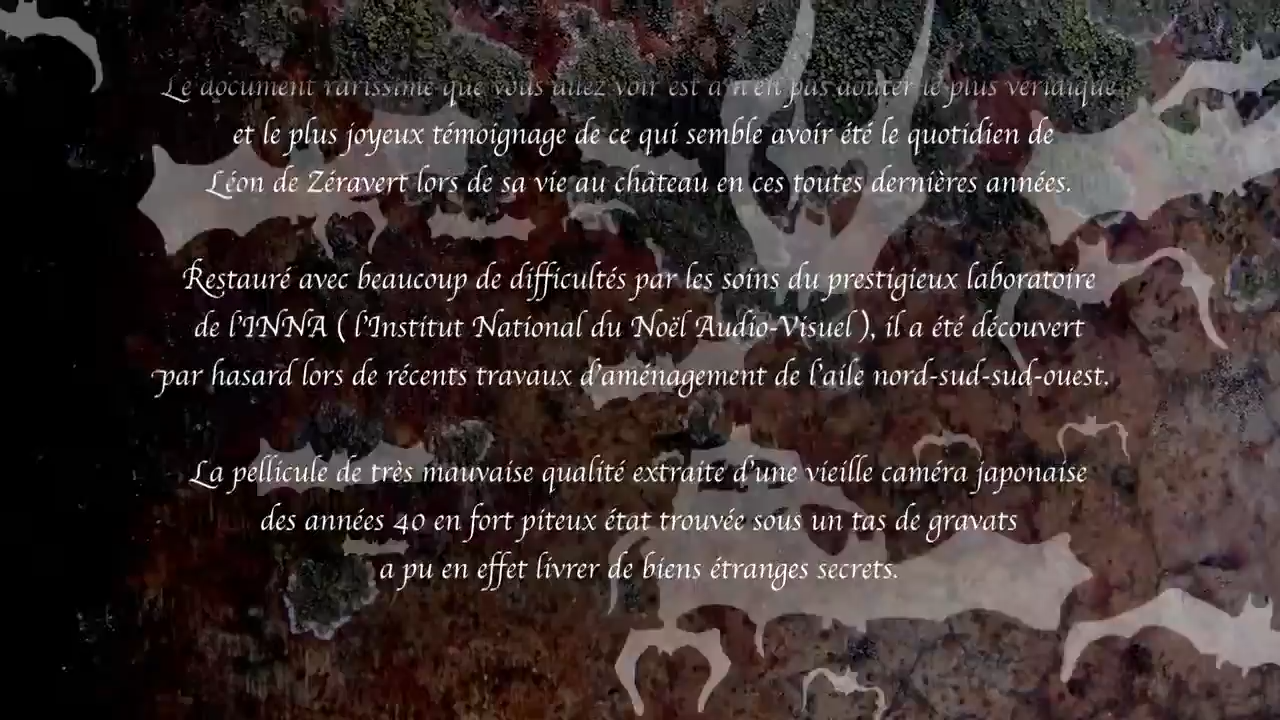 Le document rarissime que vous allez voir est à n'en pas douter le plus véridique
et le plus joyeux témoignage de ce qui semble avoir été le quotidien de
Léon de Zéravert lors de sa vie au château en ces toutes dernières années.
Restauré avec beaucoup de difficultés par les soins du prestigieux laboratoire
de l'INNA ( l'Institut National du Noël Audio-Visuel ), il a été découvert
par hasard lors de récents travaux d'aménagement de l'aile nord-sud-sud-ouest.
La pellicule de très mauvaise qualité extraite d'une vieille caméra japonaise
des années 40 en fort piteux état trouvée sous un tas de gravats
a pu en effet livrer de biens étranges secrets.